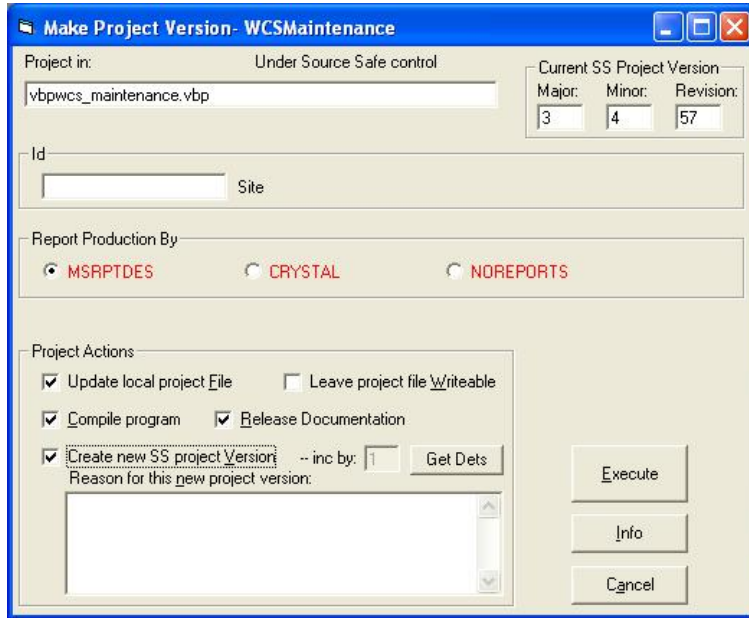 Make Project Version- WCSMaintenance
Project in: Under Source Safe control
vbpwcs_maintenance.vbp
Current SS Project Version
Major: Minor: Revision:
3 4 57
Id
Site
Report Production By
MSRPTDES CRYSTAL NOREPORTS
Project Actions
Update local project File Leave project file Writeable
Compile program Release Documentation
Create new SS project Version -- inc by: 1 Get Dets
Reason for this new project version:
Execute
Info
Cancel